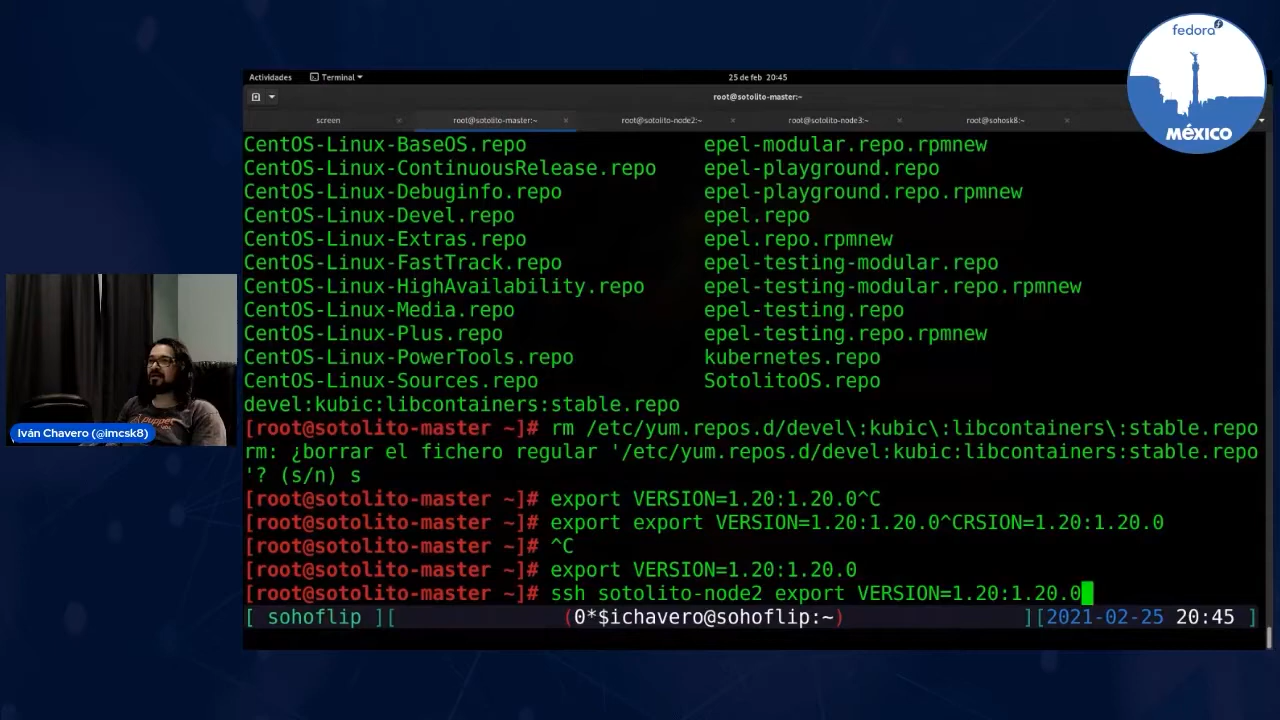 fedora
MÉXICO
Actividades
Terminal
25 de feb 20:45
root@sotolito-master:~
screen
root@sotolito-master:~
root@sotolito-node2:~
root@sotolito-node3:~
root@sohosk8:~
CentOS-Linux-BaseOS.repo epel-modular.repo.rpmnew
CentOS-Linux-ContinuousRelease.repo epel-playground.repo
CentOS-Linux-Debuginfo.repo epel-playground.repo.rpmnew
CentOS-Linux-Devel.repo epel.repo
CentOS-Linux-Extras.repo epel.repo.rpmnew
CentOS-Linux-FastTrack.repo epel-testing-modular.repo
CentOS-Linux-HighAvailability.repo epel-testing-modular.repo.rpmnew
CentOS-Linux-Media.repo epel-testing.repo
CentOS-Linux-Plus.repo epel-testing.repo.rpmnew
CentOS-Linux-PowerTools.repo kubernetes.repo
CentOS-Linux-Sources.repo SotolitoOS.repo
devel:kubic:libcontainers:stable.repo
[root@sotolito-master ~]# rm /etc/yum.repos.d/devel\:kubic\:libcontainers\:stable.repo
rm: ¿borrar el fichero regular '/etc/yum.repos.d/devel:kubic:libcontainers:stable.repo
'? (s/n) s
[root@sotolito-master ~]# export VERSION=1.20:1.20.0^C
[root@sotolito-master ~]# export export VERSION=1.20:1.20.0^CRSION=1.20:1.20.0
[root@sotolito-master ~]# ^C
[root@sotolito-master ~]# export VERSION=1.20:1.20.0
[root@sotolito-master ~]# ssh sotolito-node2 export VERSION=1.20:1.20.0
[ sohoflip ][ (0*$ichavero@sohoflip:~) ][2021-02-25 20:45 ]
puppet
Iván Chavero (@imcsk8)